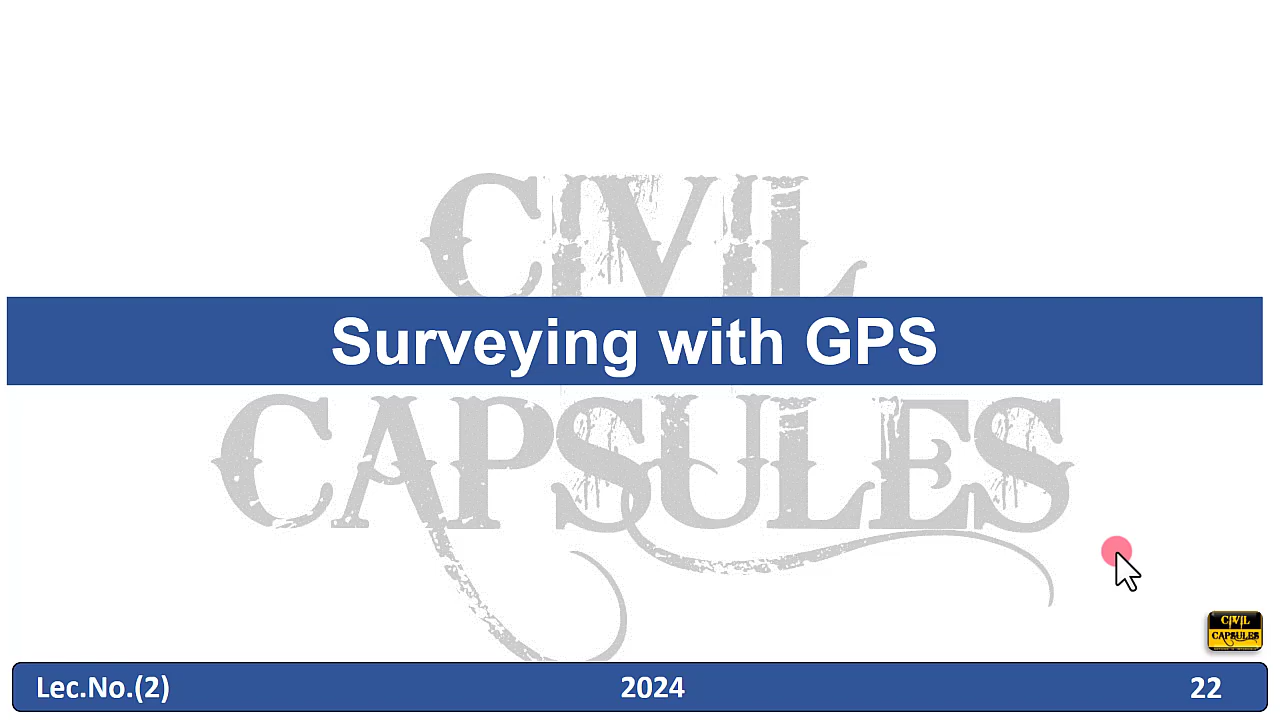 CIVIL
Surveying with GPS
CAPSULES
CIVIL
CAPSULES
Lec.No.(2)
2024
22